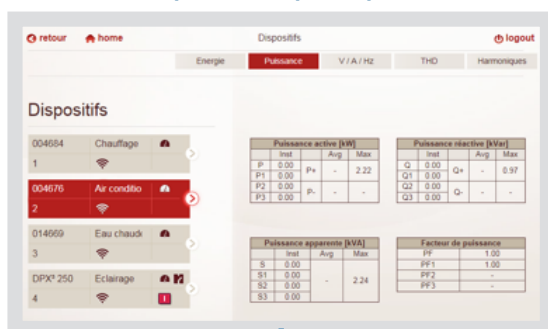 retour home Dispositifs logout
Energie Puissance V / A / Hz THD Harmoniques
Dispositifs
004684 Chauffage
1
004676 Air conditio
2
014669 Eau chaude
3
DPX³ 250 Eclairage
4
Puissance active [kW]
Inst Avg Max
P 0.00 P+ - 2.22
P1 0.00
P2 0.00 P- - -
P3 0.00
Puissance réactive [kVar]
Inst Avg Max
Q 0.00 Q+ - 0.97
Q1 0.00
Q2 0.00 Q- - -
Q3 0.00
Puissance apparente [kVA]
Inst Avg Max
S 0.00 - 2.24
S1 0.00
S2 0.00
S3 0.00
Facteur de puissance
PF 1.00
PF1 1.00
PF2 -
PF3 -